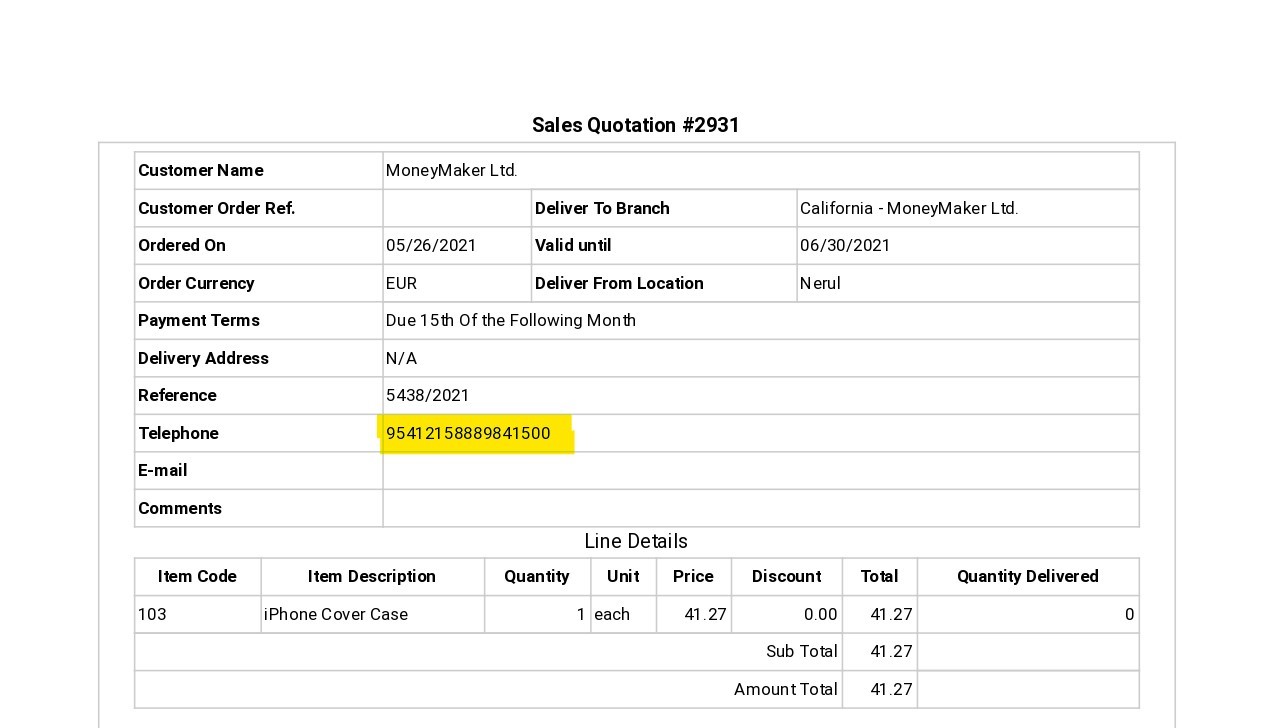 Sales Quotation #2931
Customer Name MoneyMaker Ltd.
Customer Order Ref. Deliver To Branch California - MoneyMaker Ltd.
Ordered On 05/26/2021 Valid until 06/30/2021
Order Currency EUR Deliver From Location Nerul
Payment Terms Due 15th Of the Following Month
Delivery Address N/A
Reference 5438/2021
Telephone 95412158889841500
E-mail
Comments
Line Details
Item Code Item Description Quantity Unit Price Discount Total Quantity Delivered
103 iPhone Cover Case 1 each 41.27 0.00 41.27 0
Sub Total 41.27
Amount Total 41.27